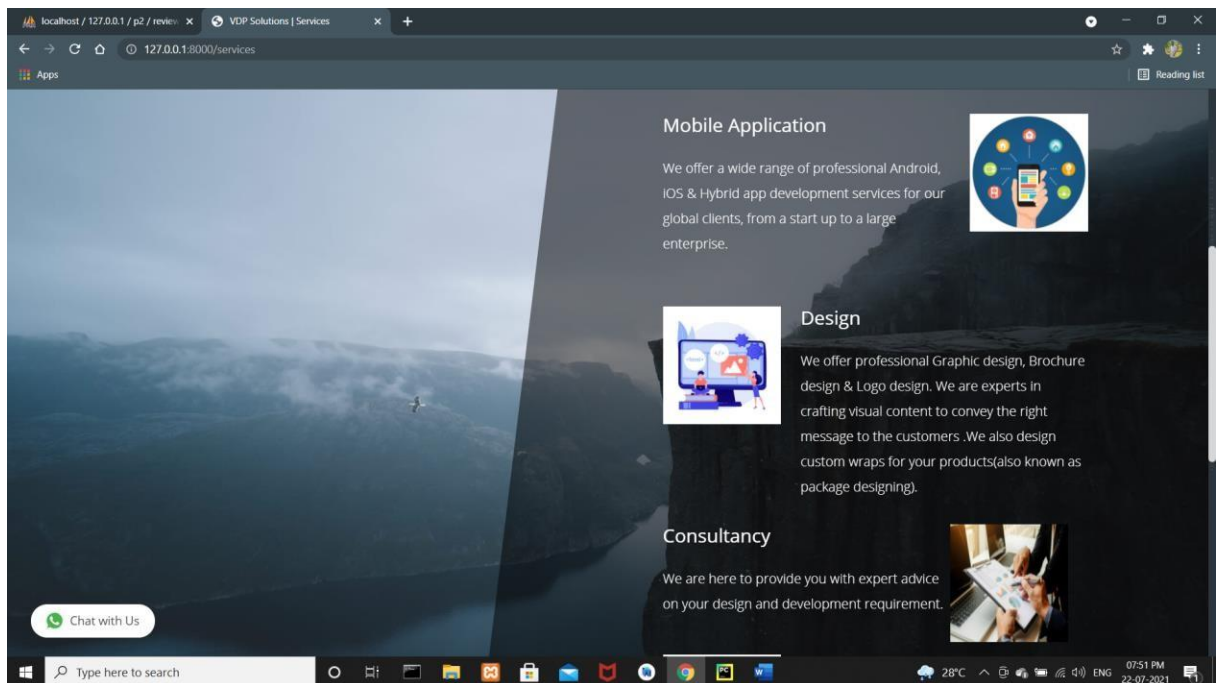 localhost / 127.0.0.1 / p2 / review
VDP Solutions | Services
127.0.0.1:8000/services
Apps
Reading list
Mobile Application
We offer a wide range of professional Android,
iOS & Hybrid app development services for our
global clients, from a start up to a large
enterprise.
Design
We offer professional Graphic design, Brochure
design & Logo design. We are experts in
crafting visual content to convey the right
message to the customers .We also design
custom wraps for your products(also known as
package designing).
Consultancy
We are here to provide you with expert advice
on your design and development requirement.
Chat with Us
Type here to search
28°C
ENG
07:51 PM
22-07-2021